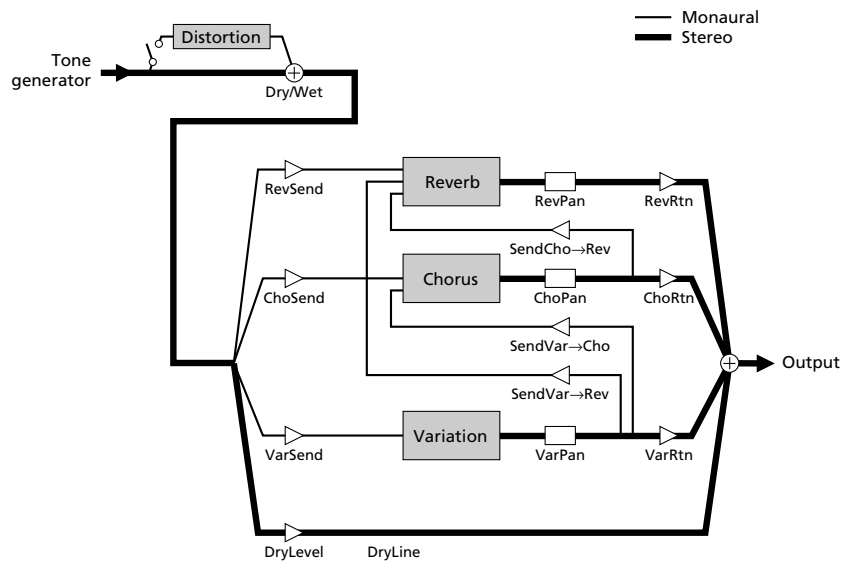 Monaural
Stereo
Distortion
Tone
generator
Dry/Wet
RevSend
Reverb
RevPan
RevRtn
SendCho→Rev
ChoSend
Chorus
ChoPan
ChoRtn
SendVar→Cho
Output
SendVar→Rev
VarSend
Variation
VarPan
VarRtn
DryLevel
DryLine